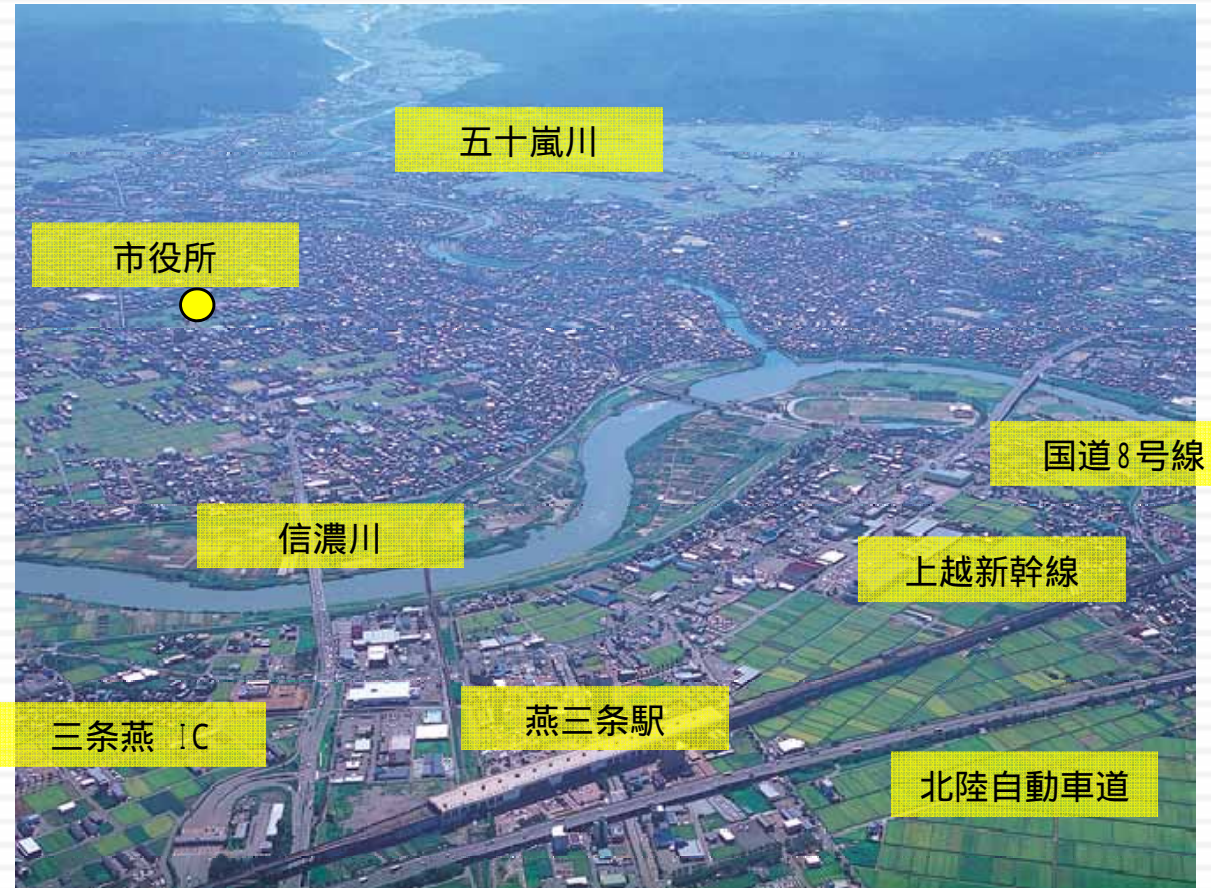 五十嵐川
市役所
国道8号線
信濃川
上越新幹線
燕三条駅
三条燕 IC
北陸自動車道